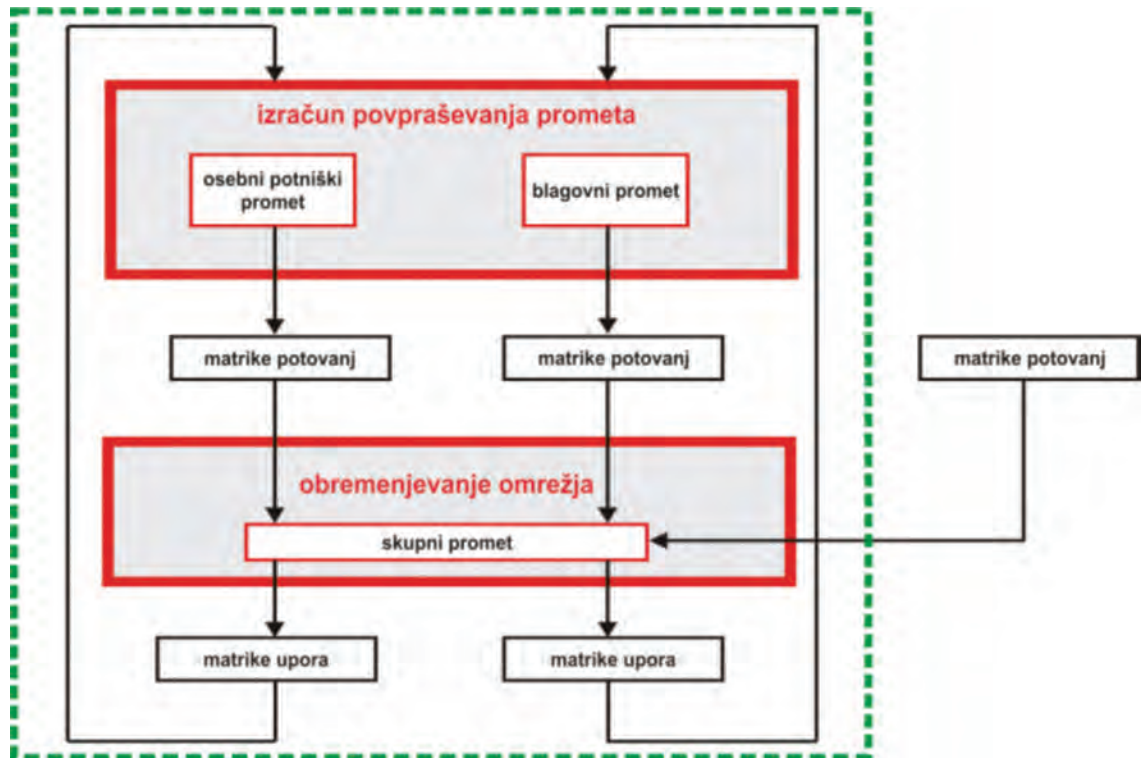 izračun povpraševanja prometa
osebni potniški
promet
blagovni promet
matrike potovanj
matrike potovanj
matrike potovanj
obremenjevanje omrežja
skupni promet
matrike upora
matrike upora